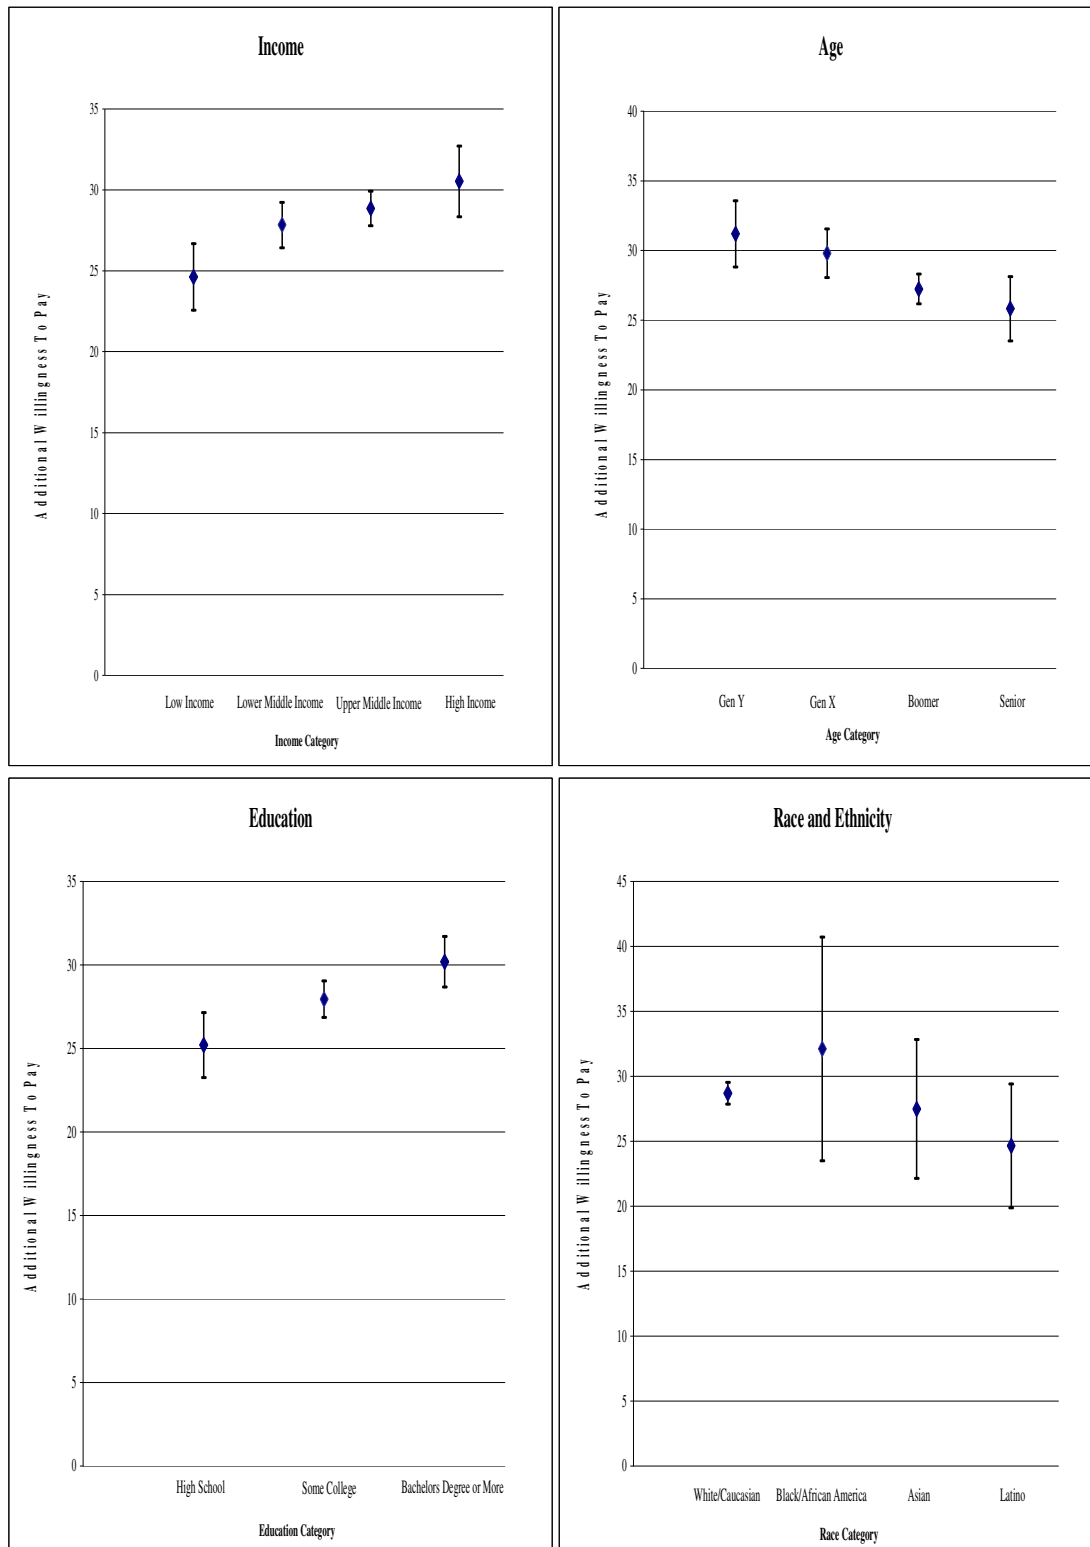 Income
35
30
25
20
15
10
5
0
Additional Willingness To Pay
Low Income Lower Middle Income Upper Middle Income High Income
Income Category
Age
40
35
30
25
20
15
10
5
0
Additional Willingness To Pay
Gen Y Gen X Boomer Senior
Age Category
Education
35
30
25
20
15
10
5
0
Additional Willingness To Pay
High School Some College Bachelors Degree or More
Education Category
Race and Ethnicity
45
40
35
30
25
20
15
10
5
0
Additional Willingness To Pay
White/Caucasian Black/African America Asian Latino
Race Category